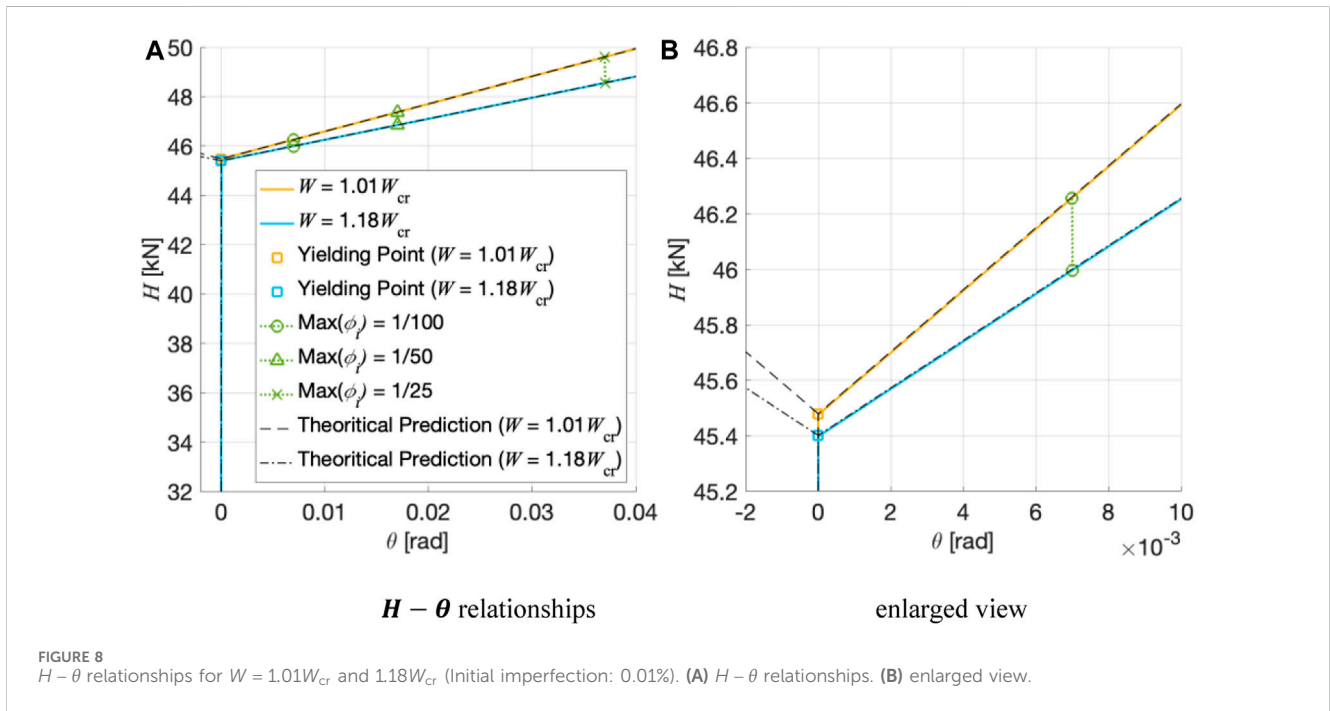 A
50
48
46
44
42
40
38
36
34
32
H [kN]
W = 1.01W_cr
W = 1.18W_cr
Yielding Point (W = 1.01W_cr)
Yielding Point (W = 1.18W_cr)
Max(ϕ_i) = 1/100
Max(ϕ_i) = 1/50
Max(ϕ_i) = 1/25
Theoritical Prediction (W = 1.01W_cr)
Theoritical Prediction (W = 1.18W_cr)
0 0.01 0.02 0.03 0.04
θ [rad]
H − θ relationships
B
46.8
46.6
46.4
46.2
46
45.8
45.6
45.4
45.2
H [kN]
-2 0 2 4 6 8 10
θ [rad]
×10^-3
enlarged view
FIGURE 8
H – θ relationships for W = 1.01W_cr and 1.18W_cr (Initial imperfection: 0.01%). (A) H – θ relationships. (B) enlarged view.